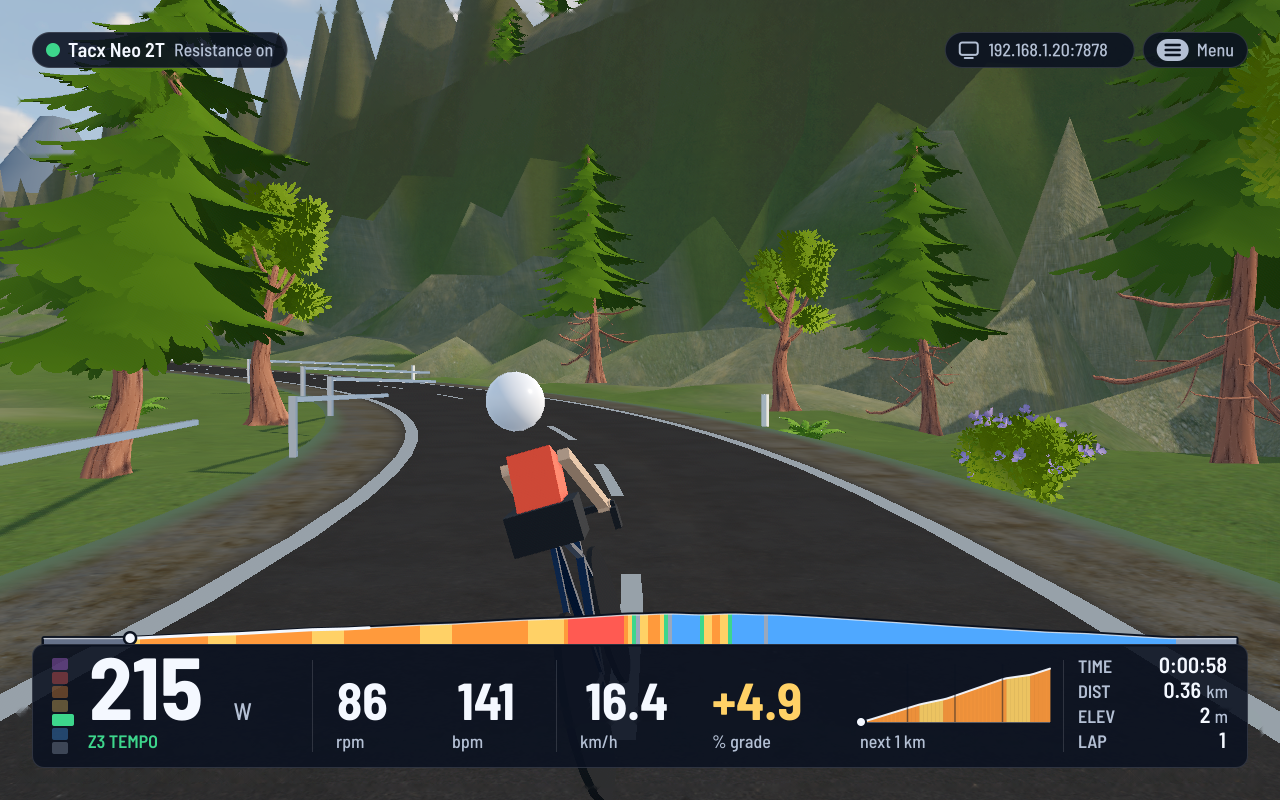 Tacx Neo 2T Resistance on
192.168.1.20:7878
Menu
215 W
Z3 TEMPO
86
rpm
141
bpm
16.4
km/h
+4.9
% grade
next 1 km
TIME 0:00:58
DIST 0.36 km
ELEV 2 m
LAP 1